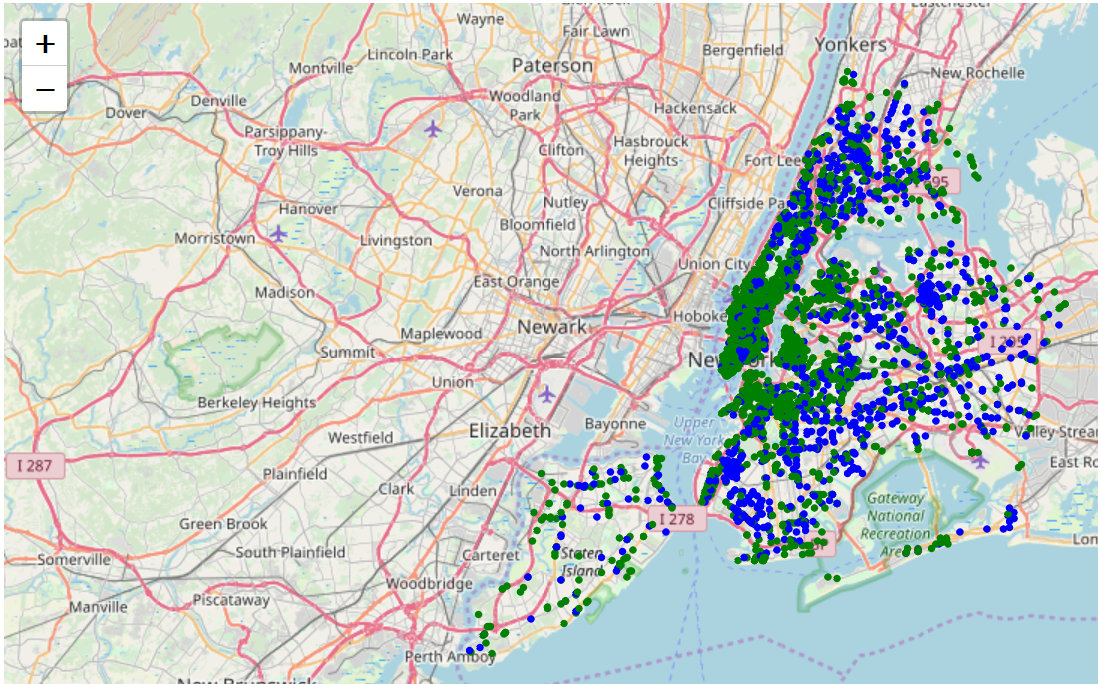 +
−
Wayne
Fair Lawn
Lincoln Park
Bergenfield
Yonkers
Montville
Paterson
New Rochelle
Denville
Woodland
Park
Hackensack
Dover
Parsippany-
Troy Hills
Clifton
Hasbrouck
Heights
Fort Lee
95
Verona
Nutley
Cliffside Pa
Hanover
Bloomfield
Morristown
Livingston
North Arlington
Union City
East Orange
Madison
Newark
Hoboke
Maplewood
I 295
Summit
New York
Union
Berkeley Heights
Elizabeth
Bayonne
Upper
New York
Bay
Westfield
Valley Strea
I 287
East Ro
Plainfield
Clark
Linden
Gateway
National
Recreation
Area
Green Brook
I 278
South Plainfield
Carteret
Staten
Island
Lon
Somerville
Woodbridge
Piscataway
Manville
Perth Amboy
New Brunswick